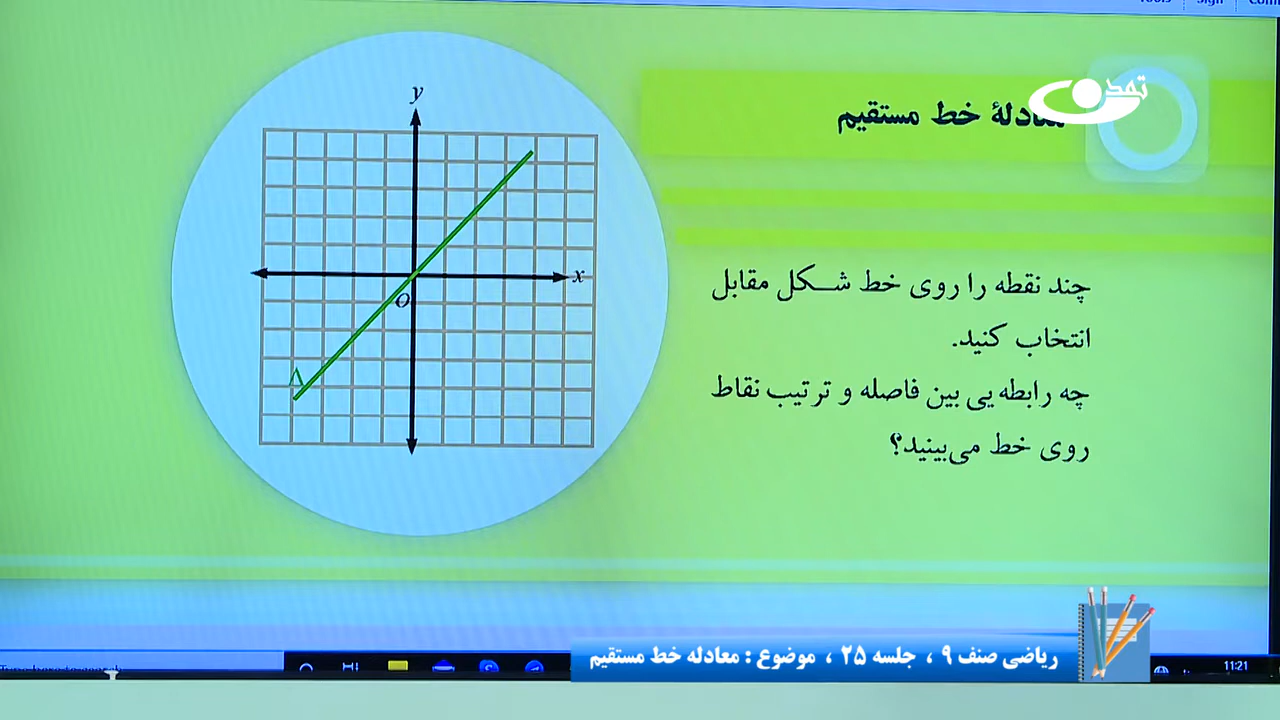 Sign
تمدن
معادلهٔ خط مستقیم
y
x
O
Δ
چند نقطه را روی خط شکل مقابل
انتخاب کنید.
چه رابطه یی بین فاصله و ترتیب نقاط
روی خط می‌بینید؟
ریاضی صنف ۹ ، جلسه ۲۵ ، موضوع : معادله خط مستقیم
11:21